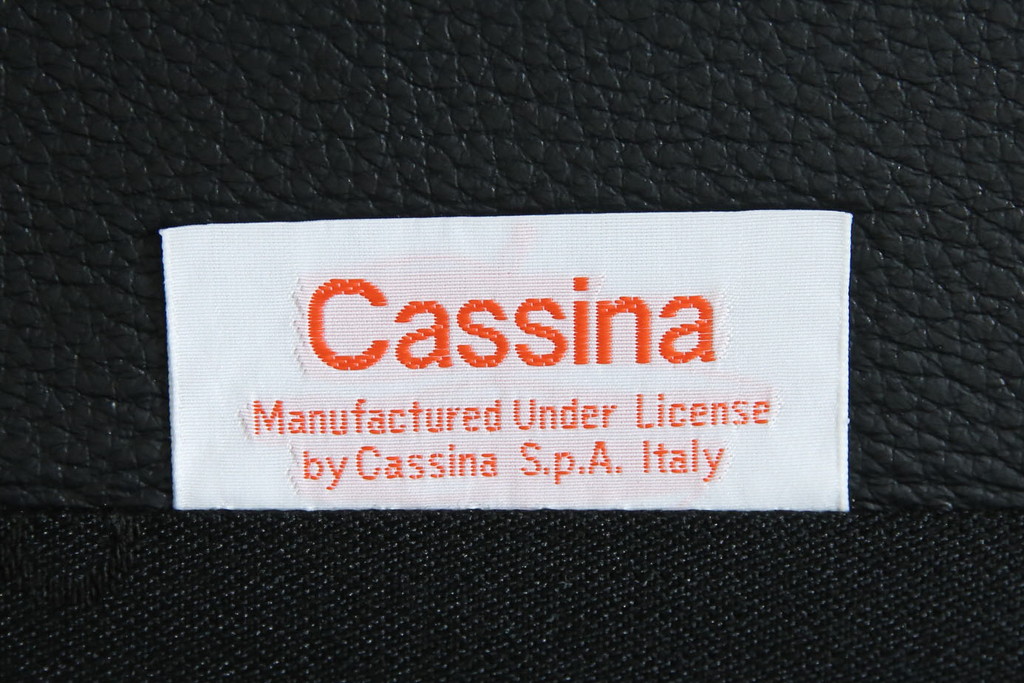 Cassina
Manufactured Under License
by Cassina S.p.A. Italy